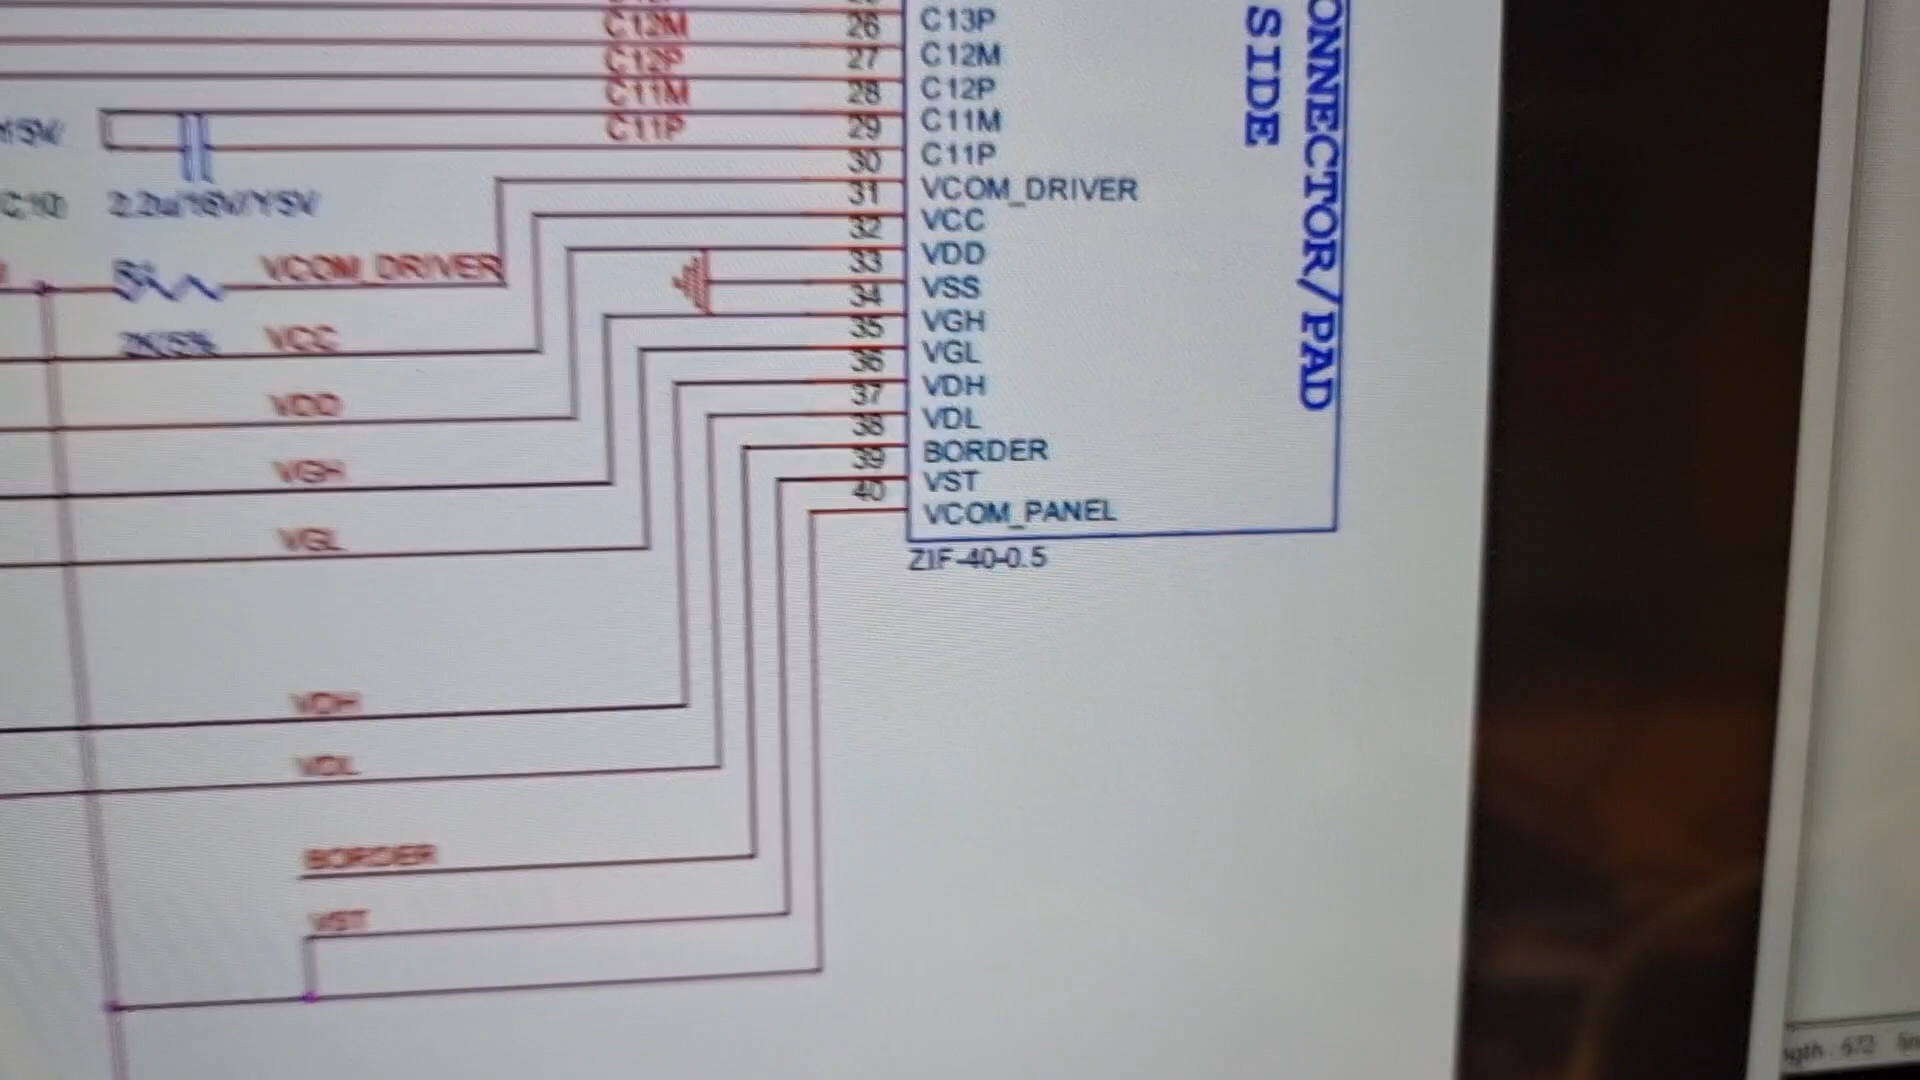 C12M
26
C13P
C12P
27
C12M
C11M
28
C12P
C11P
29
C11M
30
C11P
31
VCOM_DRIVER
32
VCC
33
VDD
34
VSS
35
VGH
36
VGL
37
VDH
38
VDL
39
BORDER
40
VST
VCOM_PANEL
ZIF-40-0.5
ONNECTOR/PAD
SIDE
2.2u/16V/Y5V
VCOM_DRIVER
2K/5%
VCC
VDD
VGH
VGL
VDH
VDL
BORDER
VST